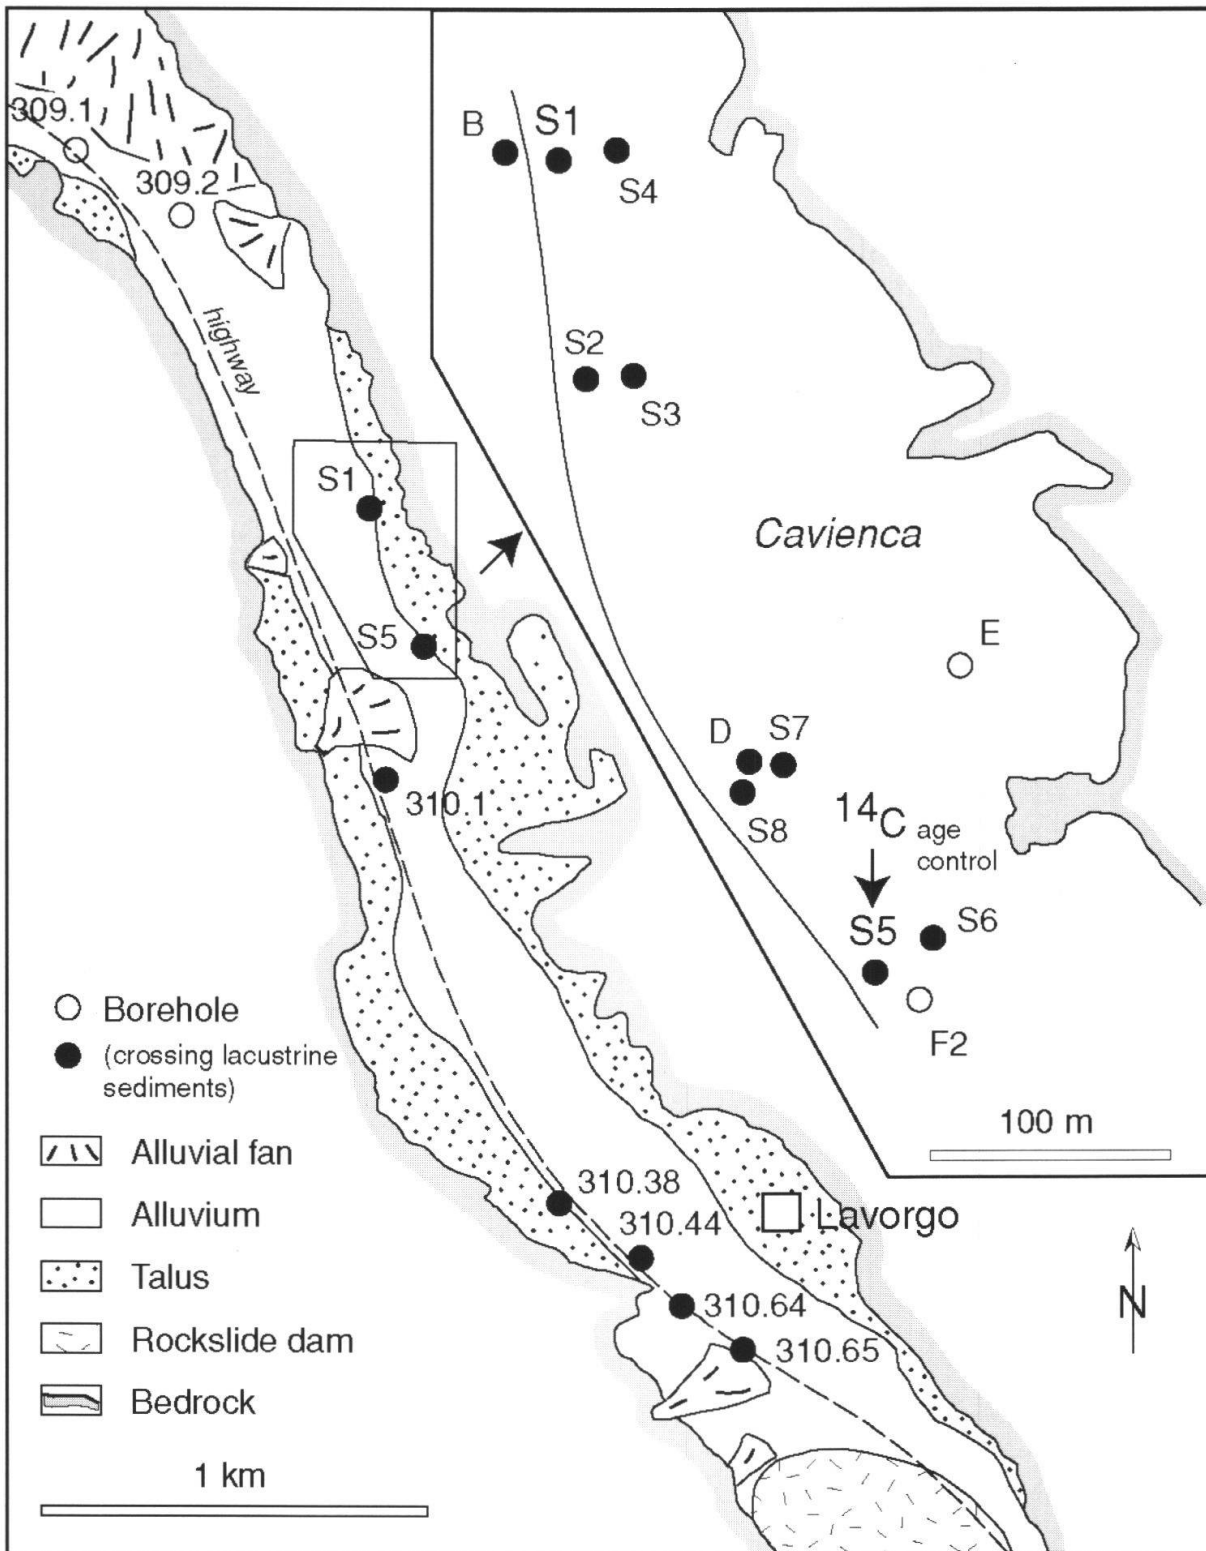 309.1
309.2
highway
S1
S5
310.1
310.38
310.44
310.64
310.65
Lavorgo
B
S1
S4
S2
S3
Cavienca
E
D
S7
S8
14C age
control
S5
S6
F2
100 m
N
Borehole
(crossing lacustrine
sediments)
Alluvial fan
Alluvium
Talus
Rockslide dam
Bedrock
1 km